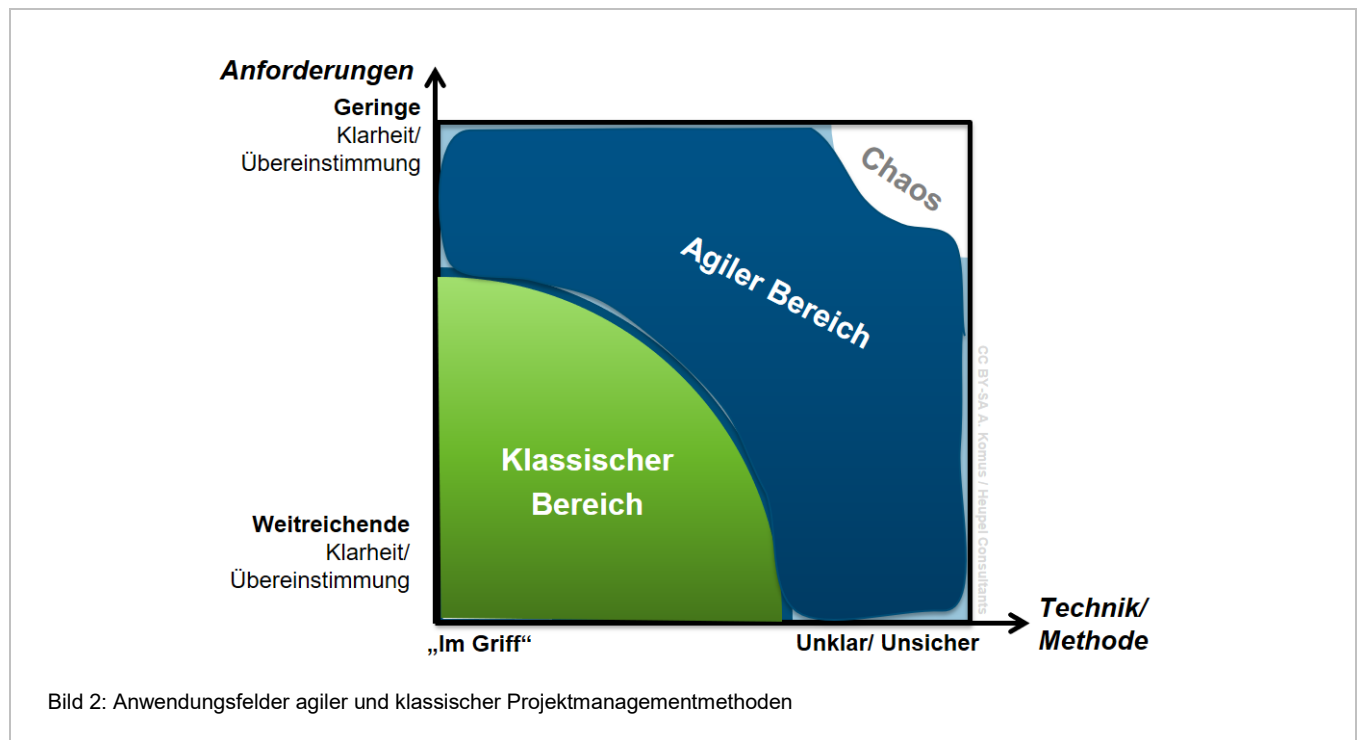 Anforderungen
Geringe
Klarheit/
Übereinstimmung
Chaos
Agiler Bereich
Klassischer
Bereich
Weitreichende
Klarheit/
Übereinstimmung
CC BY-SA A. Komus / Heupel Consultants
Technik/
Methode
„Im Griff“
Unklar/ Unsicher
Bild 2: Anwendungsfelder agiler und klassischer Projektmanagementmethoden